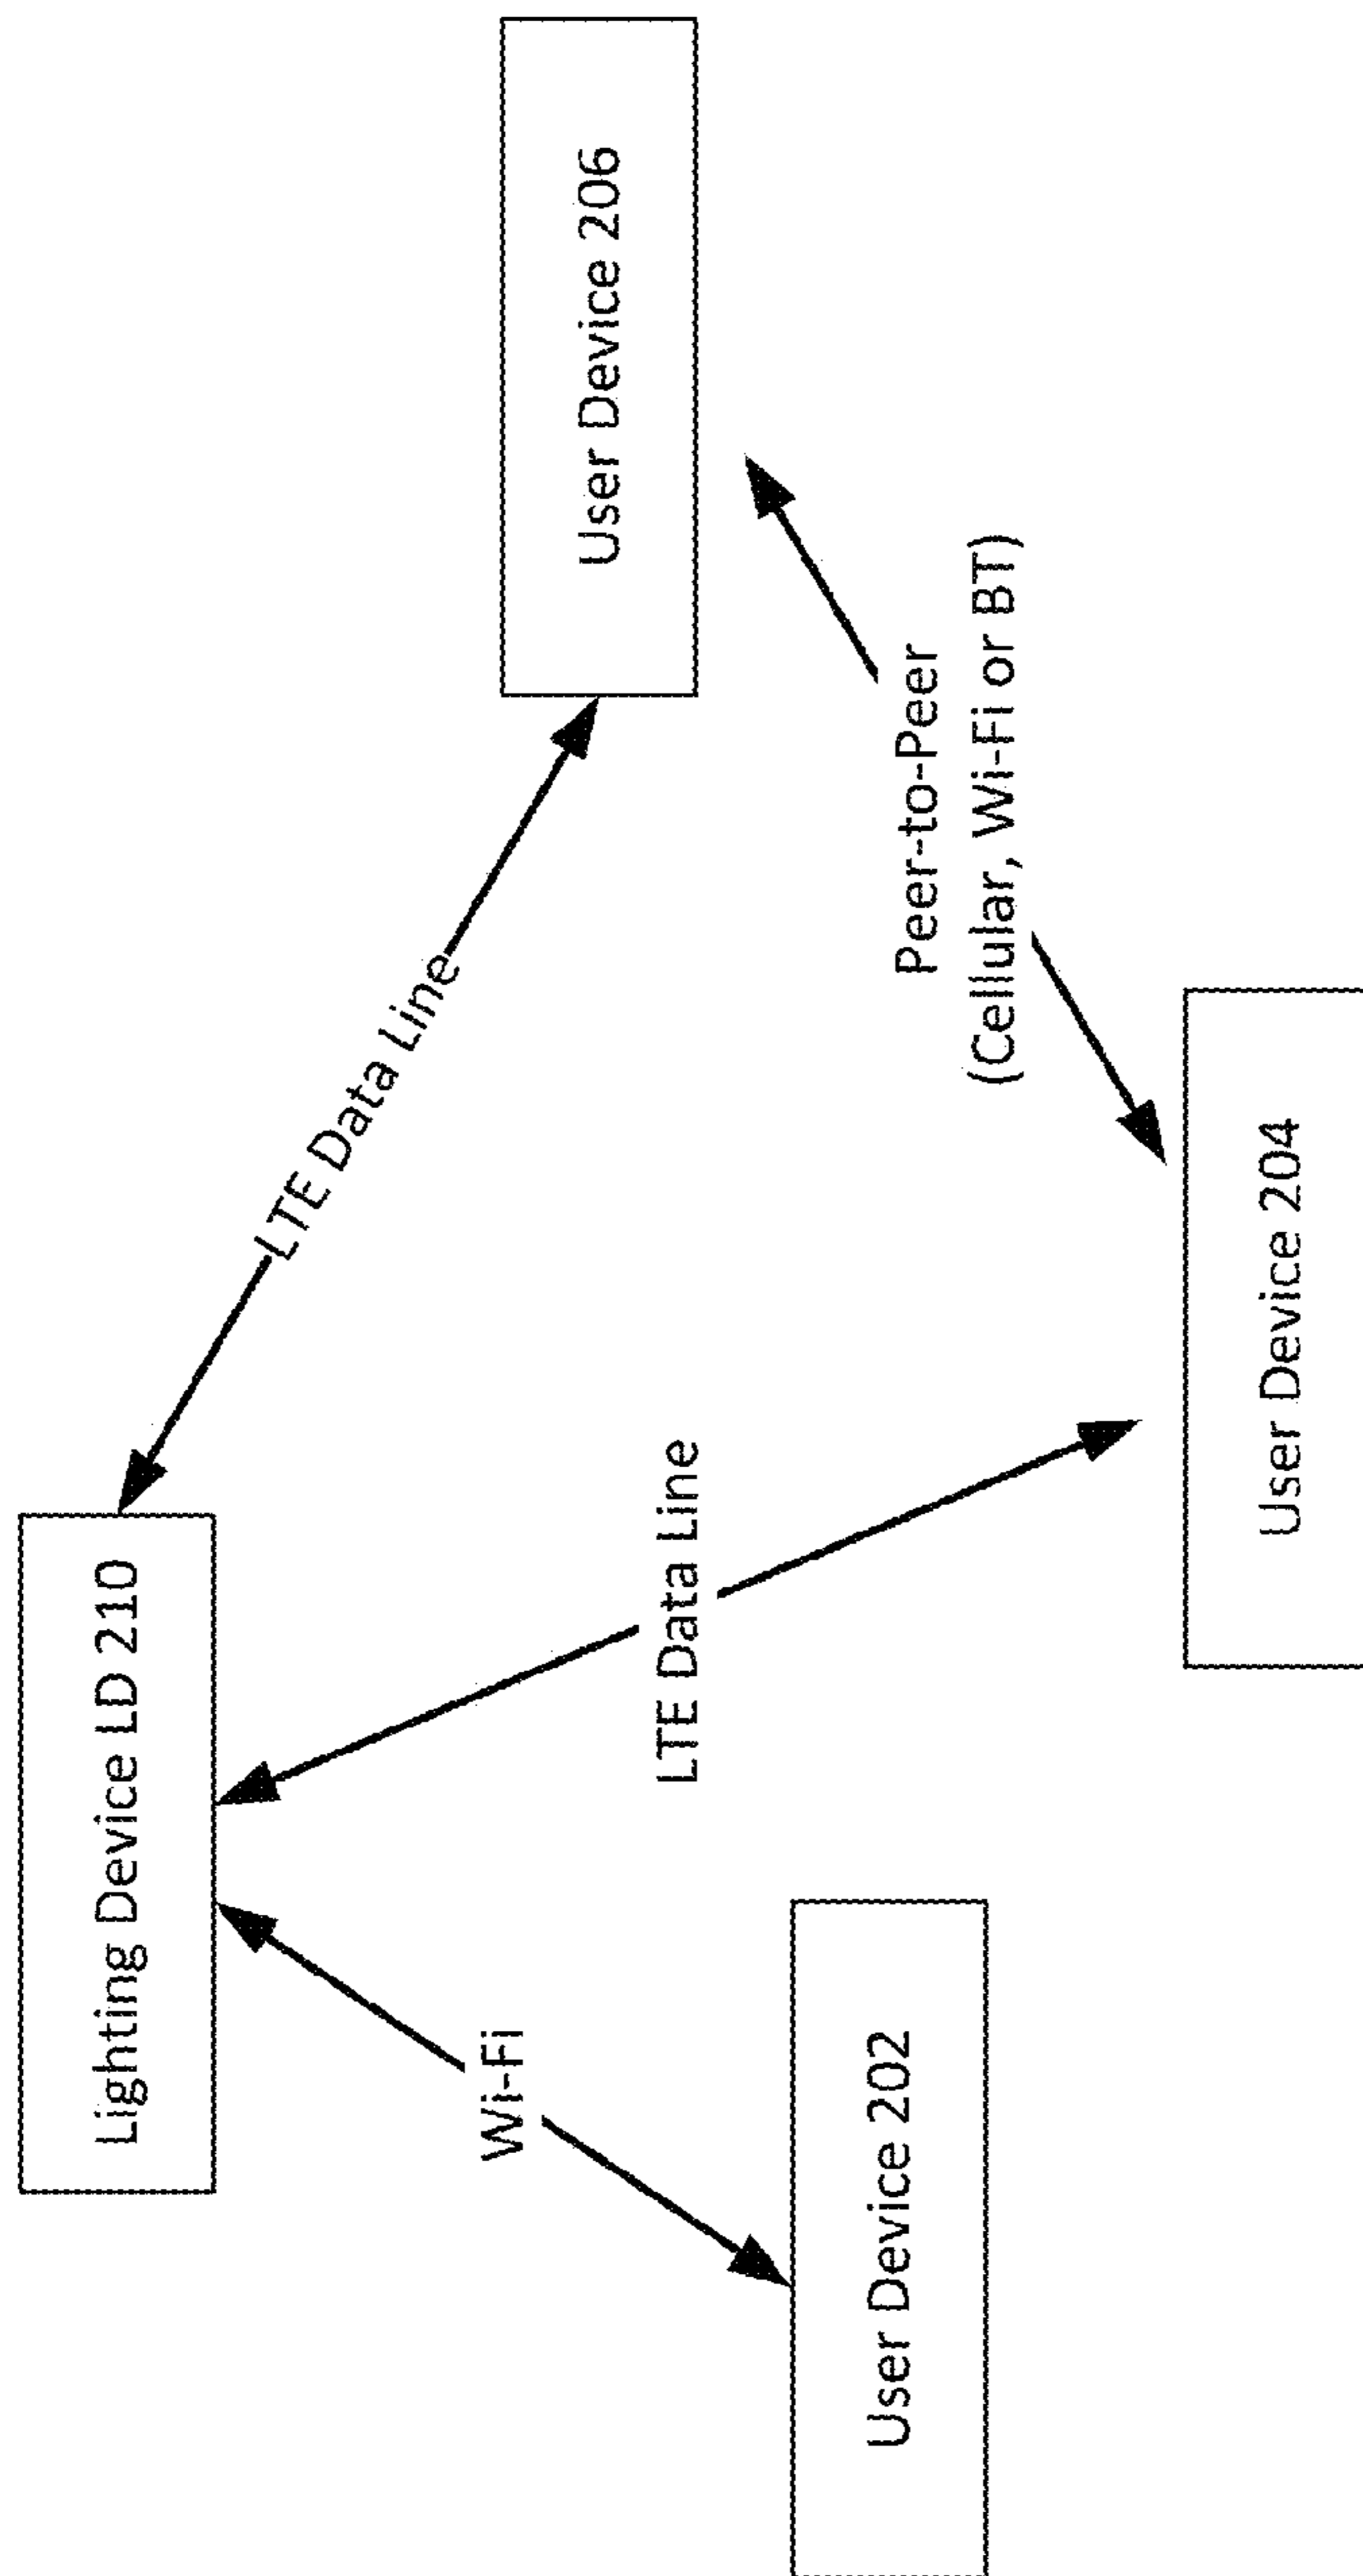 Lighting Device LD 210
LTE Data Line
User Device 206
Wi-Fi
LTE Data Line
Peer-to-Peer
(Cellular, Wi-Fi or BT)
User Device 202
User Device 204